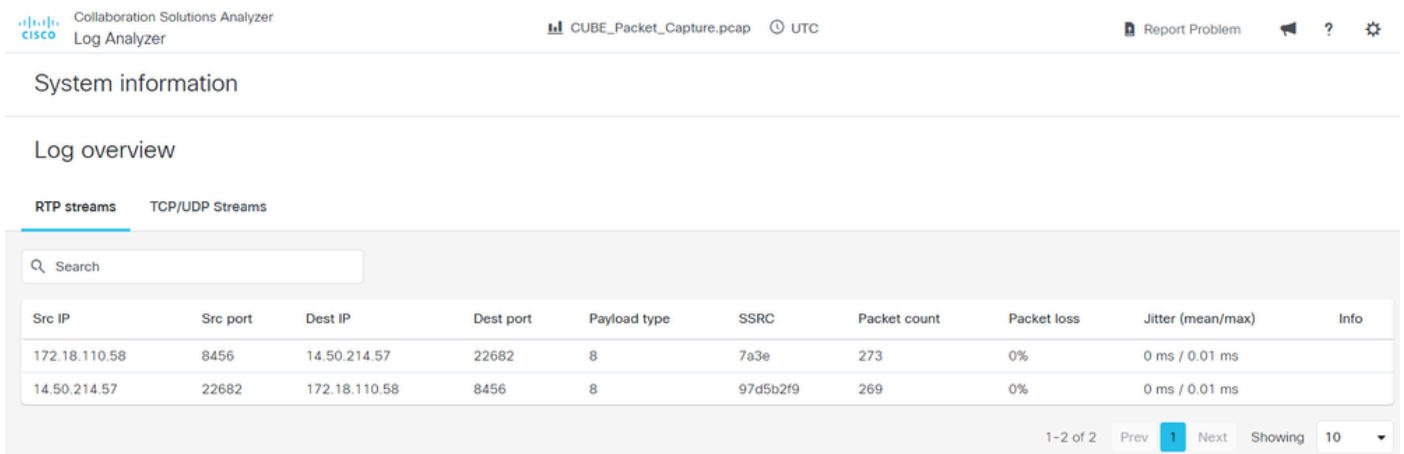 Collaboration Solutions Analyzer
CISCO
Log Analyzer
CUBE_Packet_Capture.pcap UTC
Report Problem ?
System information
Log overview
RTP streams TCP/UDP Streams
Search
Src IP Src port Dest IP Dest port Payload type SSRC Packet count Packet loss Jitter (mean/max) Info
172.18.110.58 8456 14.50.214.57 22682 8 7a3e 273 0% 0 ms / 0.01 ms
14.50.214.57 22682 172.18.110.58 8456 8 97d5b2f9 269 0% 0 ms / 0.01 ms
1-2 of 2 Prev 1 Next Showing 10